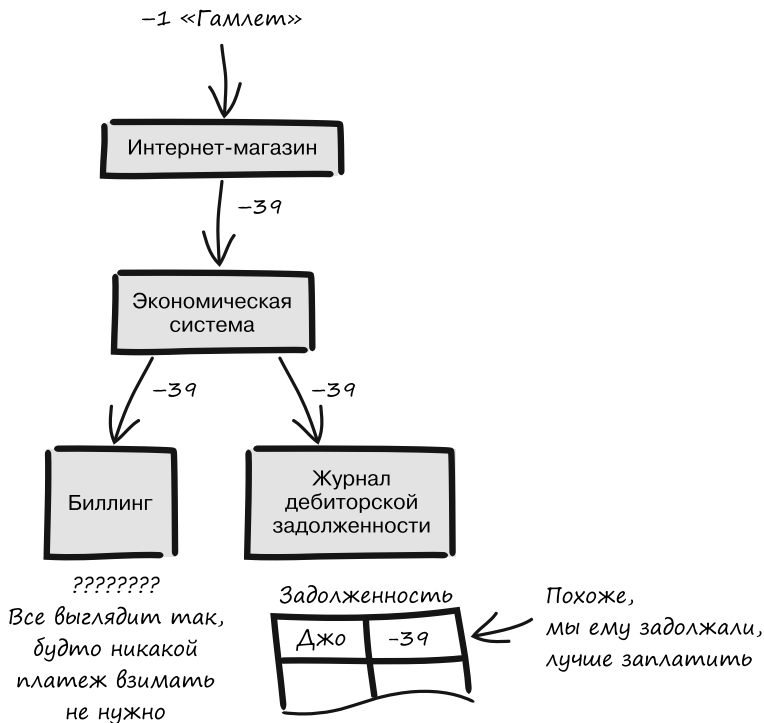 –1 «Гамлет»
Интернет-магазин
–39
Экономическая
система
–39
–39
Биллинг
Журнал
дебиторской
задолженности
????????
Все выглядит так,
будто никакой
платеж взимать
не нужно
Задолженность
Джо
-39
Похоже,
мы ему задолжали,
лучше заплатить